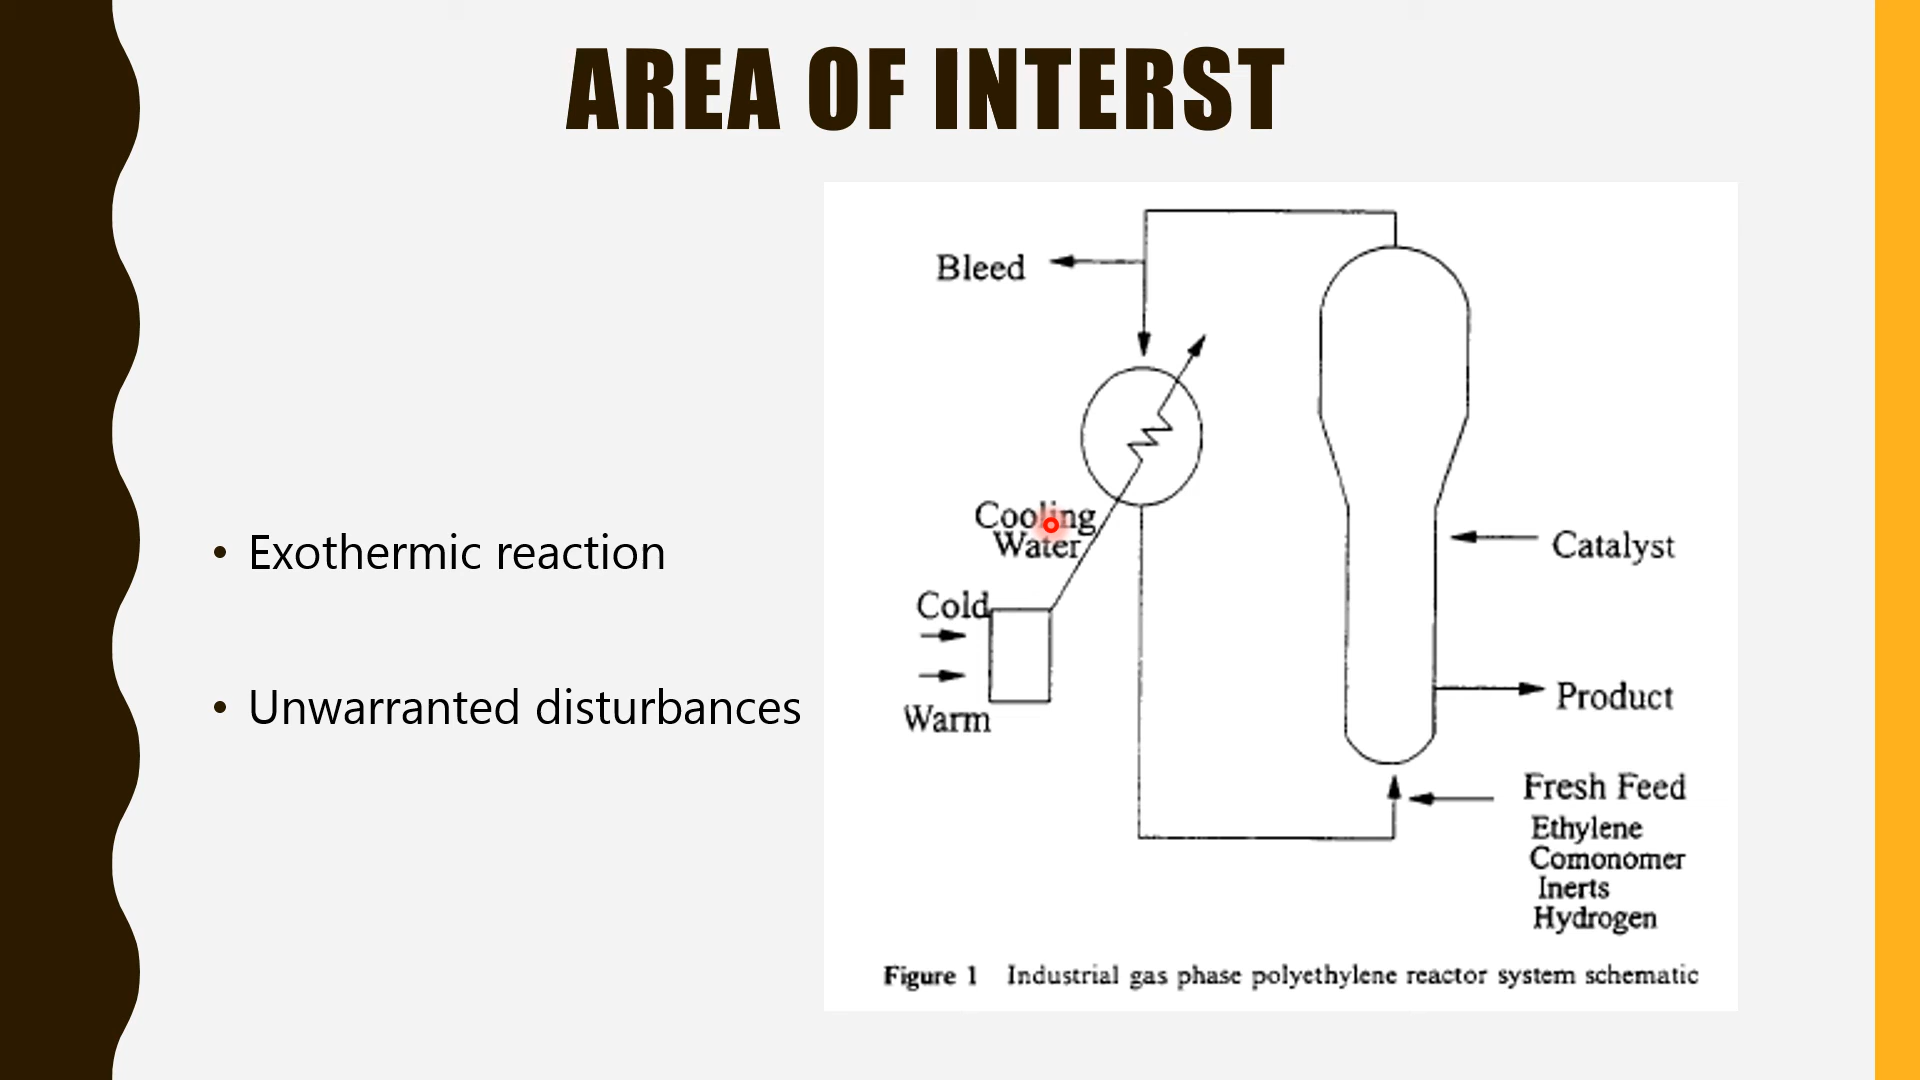 AREA OF INTERST
• Exothermic reaction
• Unwarranted disturbances
Bleed
Cooling
Water
Cold
Warm
Catalyst
Product
Fresh Feed
Ethylene
Comonomer
Inerts
Hydrogen
Figure 1 Industrial gas phase polyethylene reactor system schematic